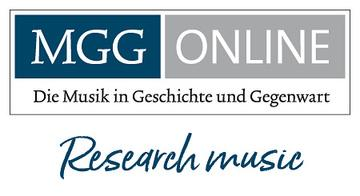 MGG ONLINE
Die Musik in Geschichte und Gegenwart
Research music